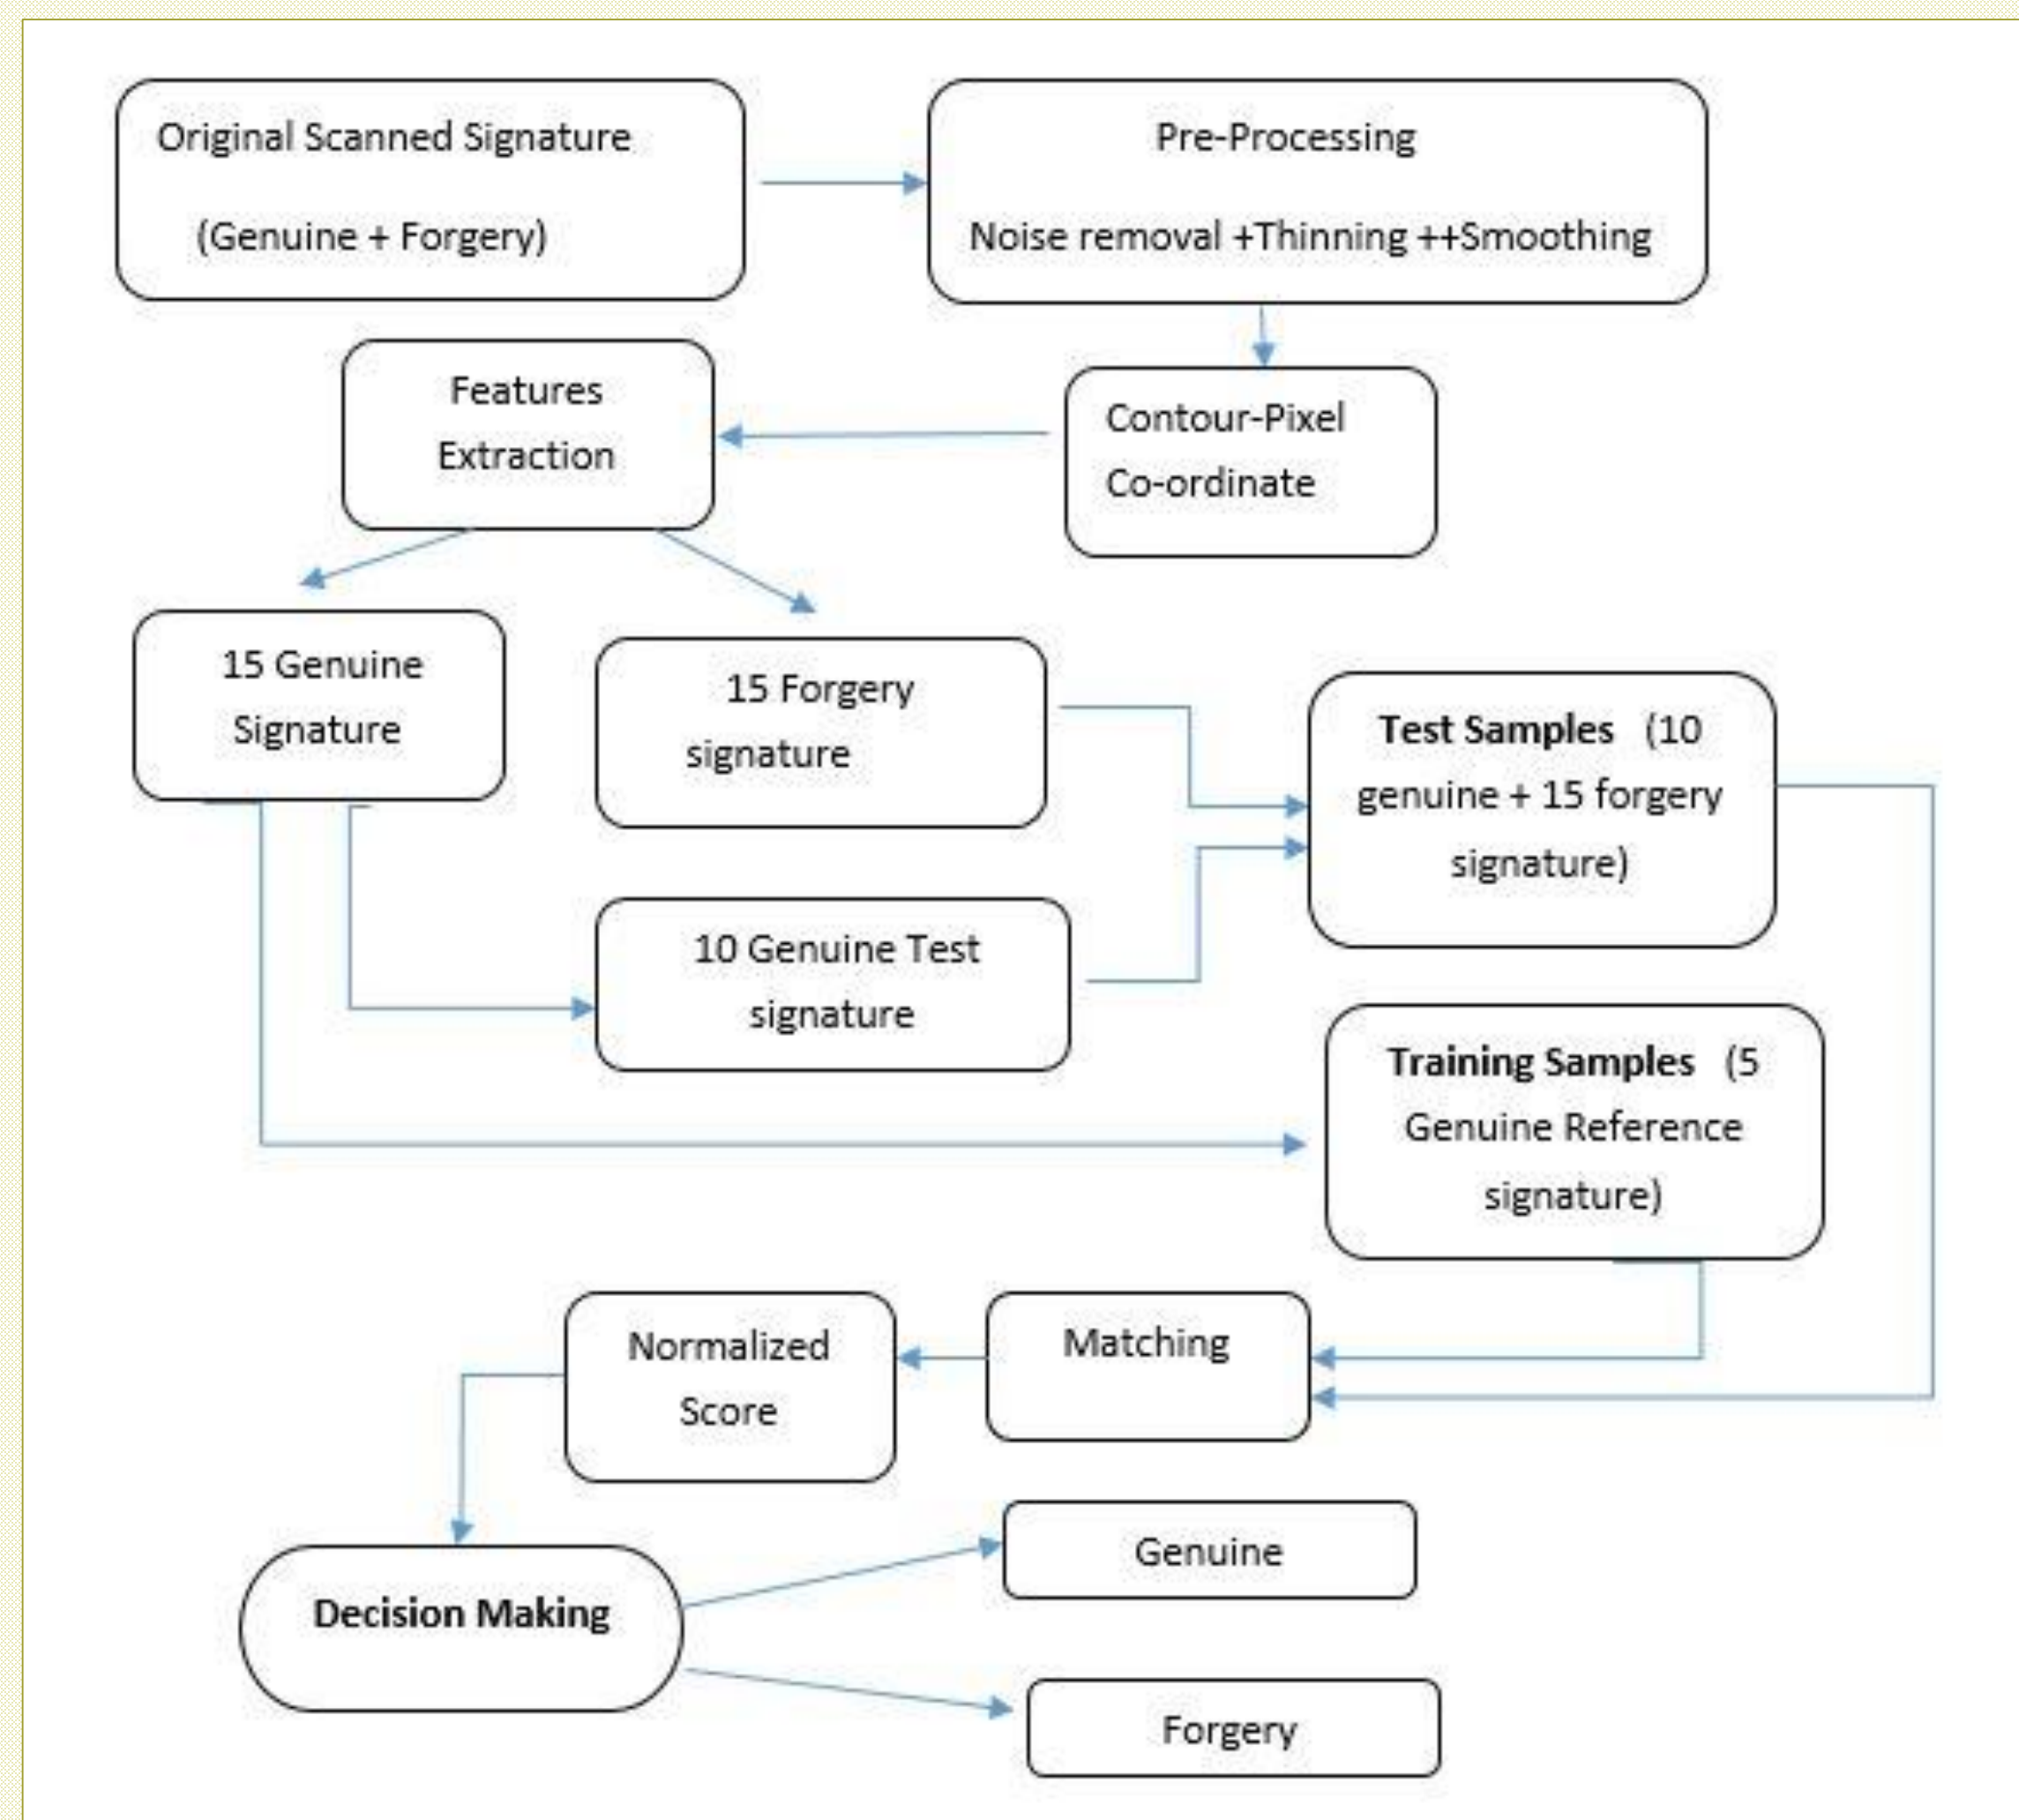 Original Scanned Signature
(Genuine + Forgery)
Pre-Processing
Noise removal +Thinning ++Smoothing
Features
Extraction
Contour-Pixel
Co-ordinate
15 Genuine
Signature
15 Forgery
signature
Test Samples (10
genuine + 15 forgery
signature)
10 Genuine Test
signature
Training Samples (5
Genuine Reference
signature)
Normalized
Score
Matching
Decision Making
Genuine
Forgery